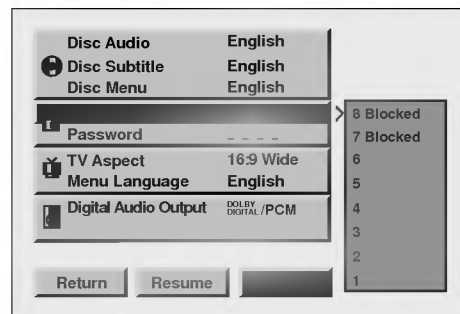 Disc Audio English
Disc Subtitle English
Disc Menu English
Password _ _ _ _
TV Aspect 16:9 Wide
Menu Language English
Digital Audio Output DOLBY DIGITAL /PCM
Return Resume
8 Blocked
7 Blocked
6
5
4
3
2
1